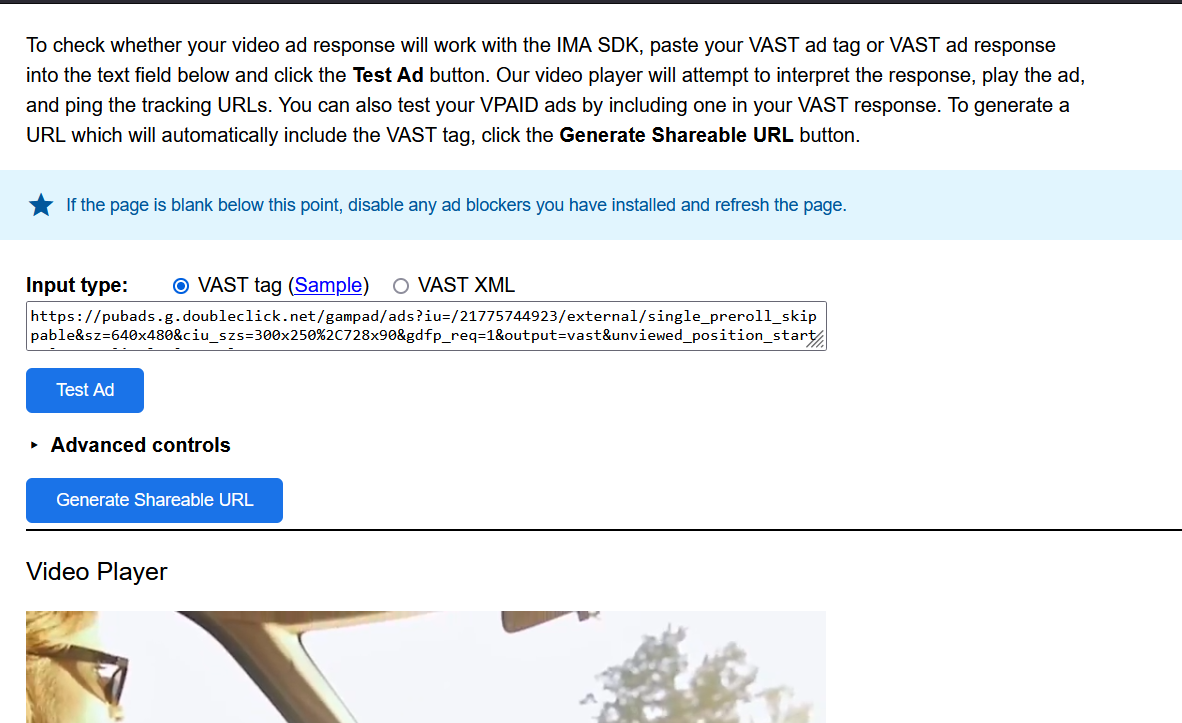 To check whether your video ad response will work with the IMA SDK, paste your VAST ad tag or VAST ad response
into the text field below and click the Test Ad button. Our video player will attempt to interpret the response, play the ad,
and ping the tracking URLs. You can also test your VPAID ads by including one in your VAST response. To generate a
URL which will automatically include the VAST tag, click the Generate Shareable URL button.
If the page is blank below this point, disable any ad blockers you have installed and refresh the page.
Input type: VAST tag (Sample) VAST XML
https://pubads.g.doubleclick.net/gampad/ads?iu=/21775744923/external/single_preroll_skip
pable&sz=640x480&ciu_szs=300x250%2C728x90&gdfp_req=1&output=vast&unviewed_position_start
Test Ad
Advanced controls
Generate Shareable URL
Video Player